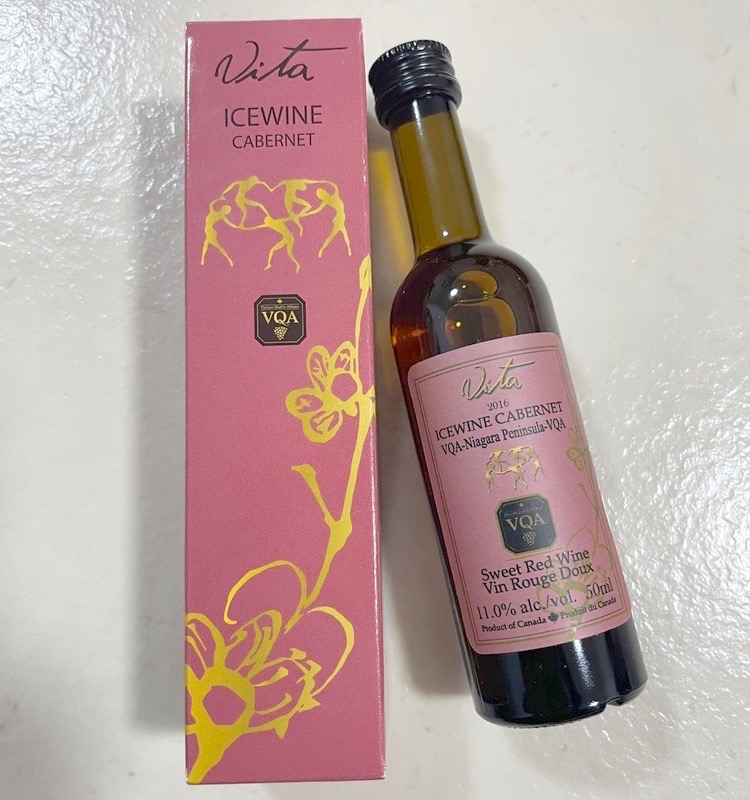 Vita
ICEWINE
CABERNET
VQA
Vita
2016
ICEWINE CABERNET
VQA-Niagara Peninsula-VQA
VQA
Sweet Red Wine
Vin Rouge Doux
11.0% alc./vol. 50ml
Product of Canada Produit du Canada